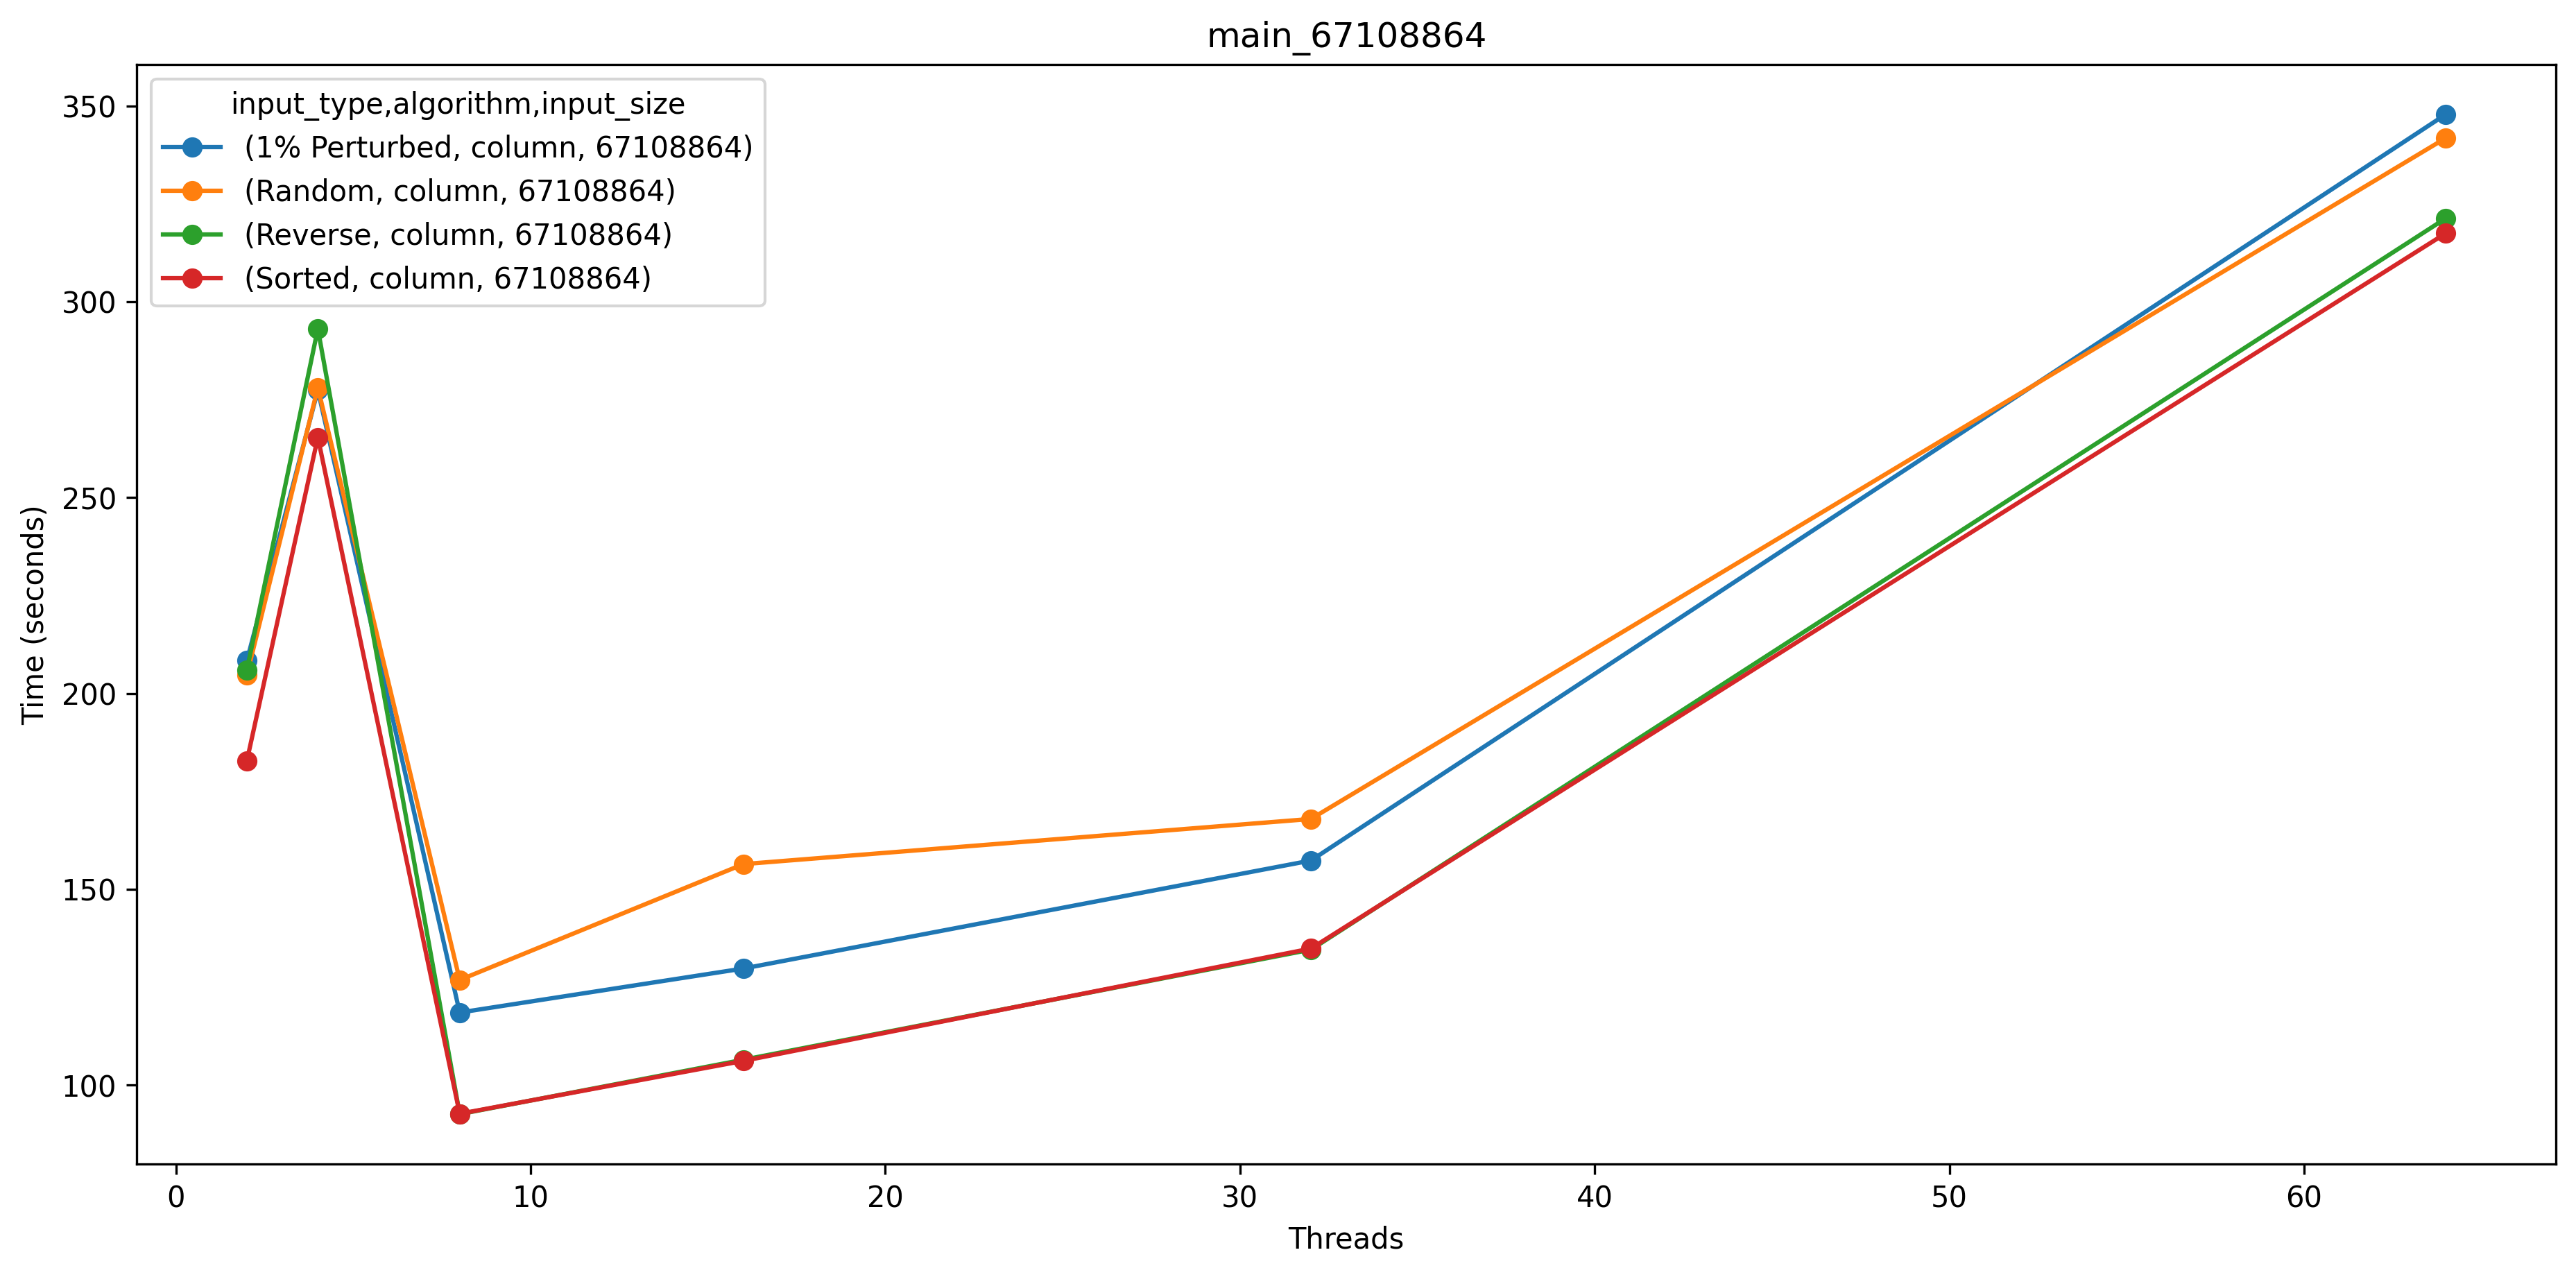 main_67108864
350
300
250
200
150
100
Time (seconds)
input_type,algorithm,input_size
(1% Perturbed, column, 67108864)
(Random, column, 67108864)
(Reverse, column, 67108864)
(Sorted, column, 67108864)
0 10 20 30 40 50 60
Threads